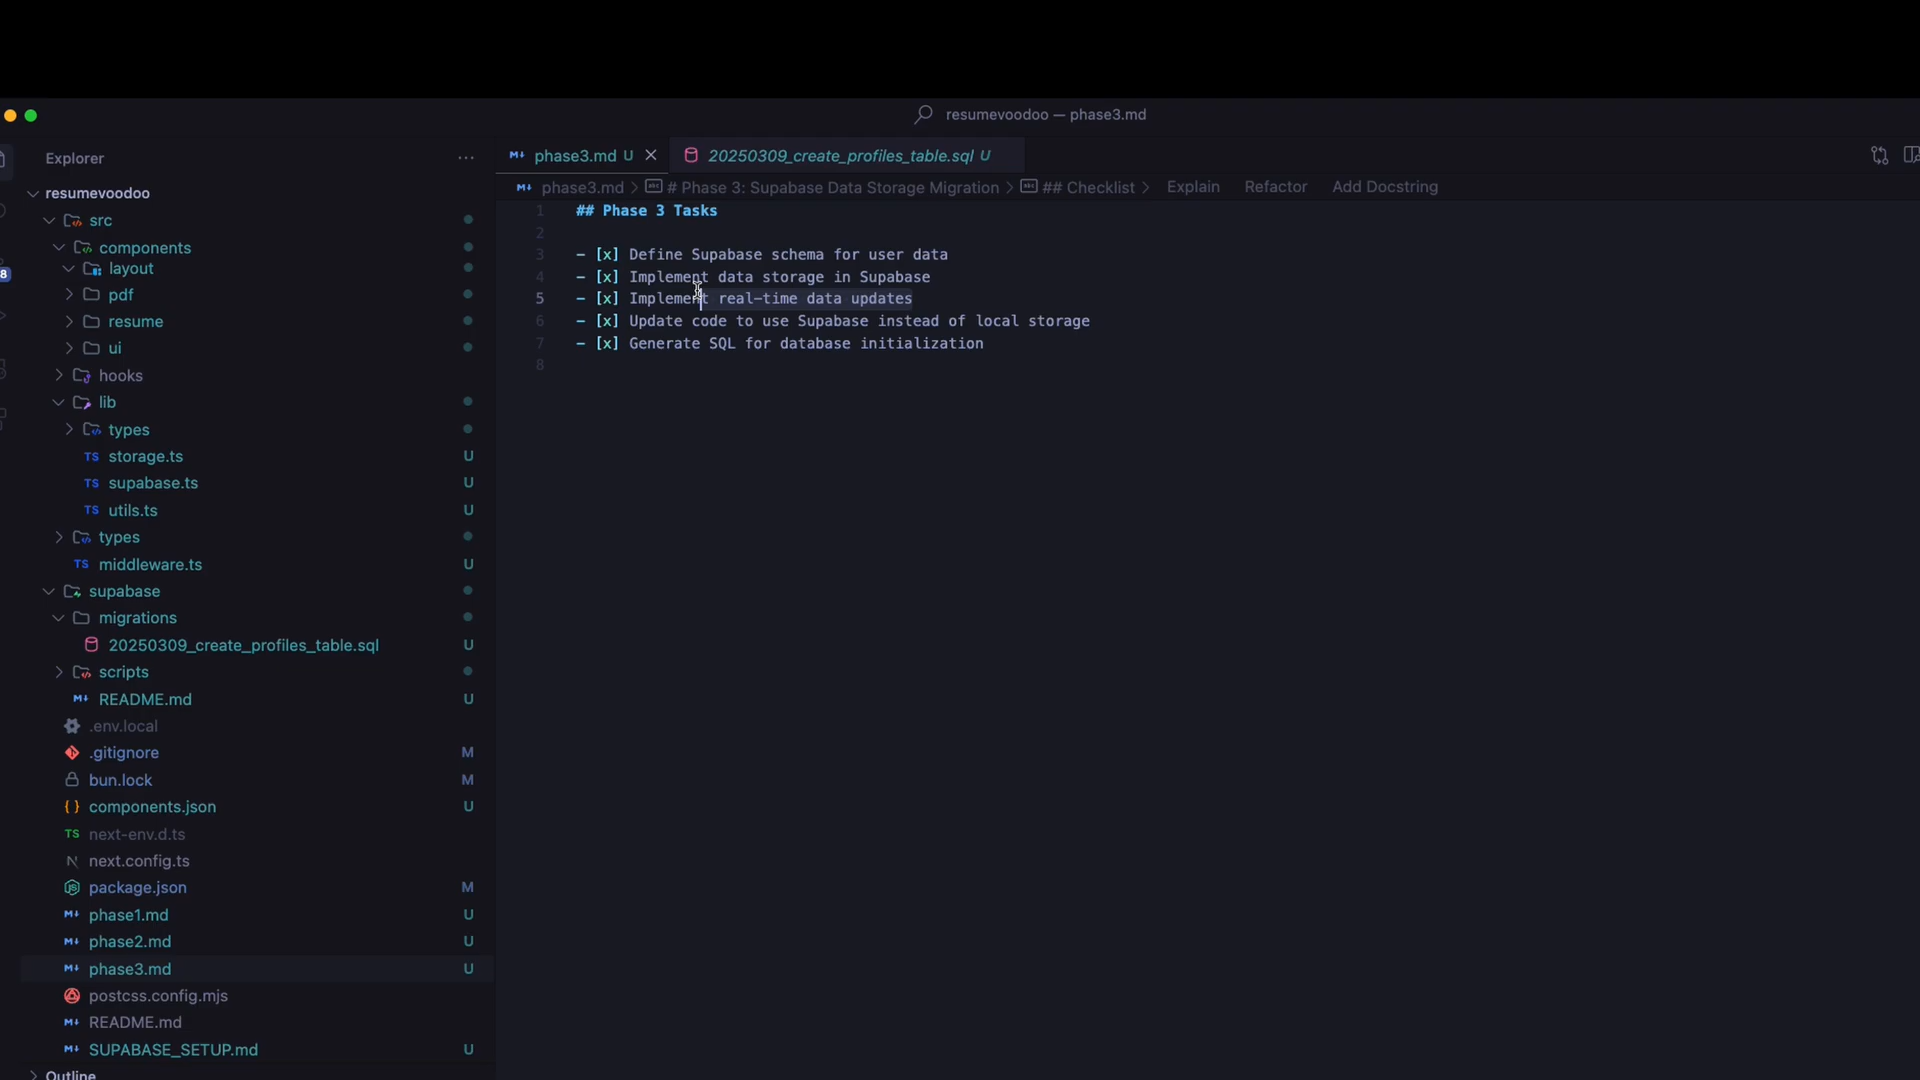 resumevoodoo — phase3.md
Explorer
phase3.md U
20250309_create_profiles_table.sql U
phase3.md > # Phase 3: Supabase Data Storage Migration > ## Checklist > Explain Refactor Add Docstring
resumevoodoo
src
components
layout
pdf
resume
ui
hooks
lib
types
TS storage.ts U
TS supabase.ts U
TS utils.ts U
types
TS middleware.ts U
supabase
migrations
20250309_create_profiles_table.sql U
scripts
README.md U
.env.local
.gitignore M
bun.lock M
components.json U
TS next-env.d.ts
next.config.ts
package.json M
phase1.md U
phase2.md U
phase3.md U
postcss.config.mjs
README.md
SUPABASE_SETUP.md U
Outline
8
1 ## Phase 3 Tasks
2
3 - [x] Define Supabase schema for user data
4 - [x] Implement data storage in Supabase
5 - [x] Implement real-time data updates
6 - [x] Update code to use Supabase instead of local storage
7 - [x] Generate SQL for database initialization
8